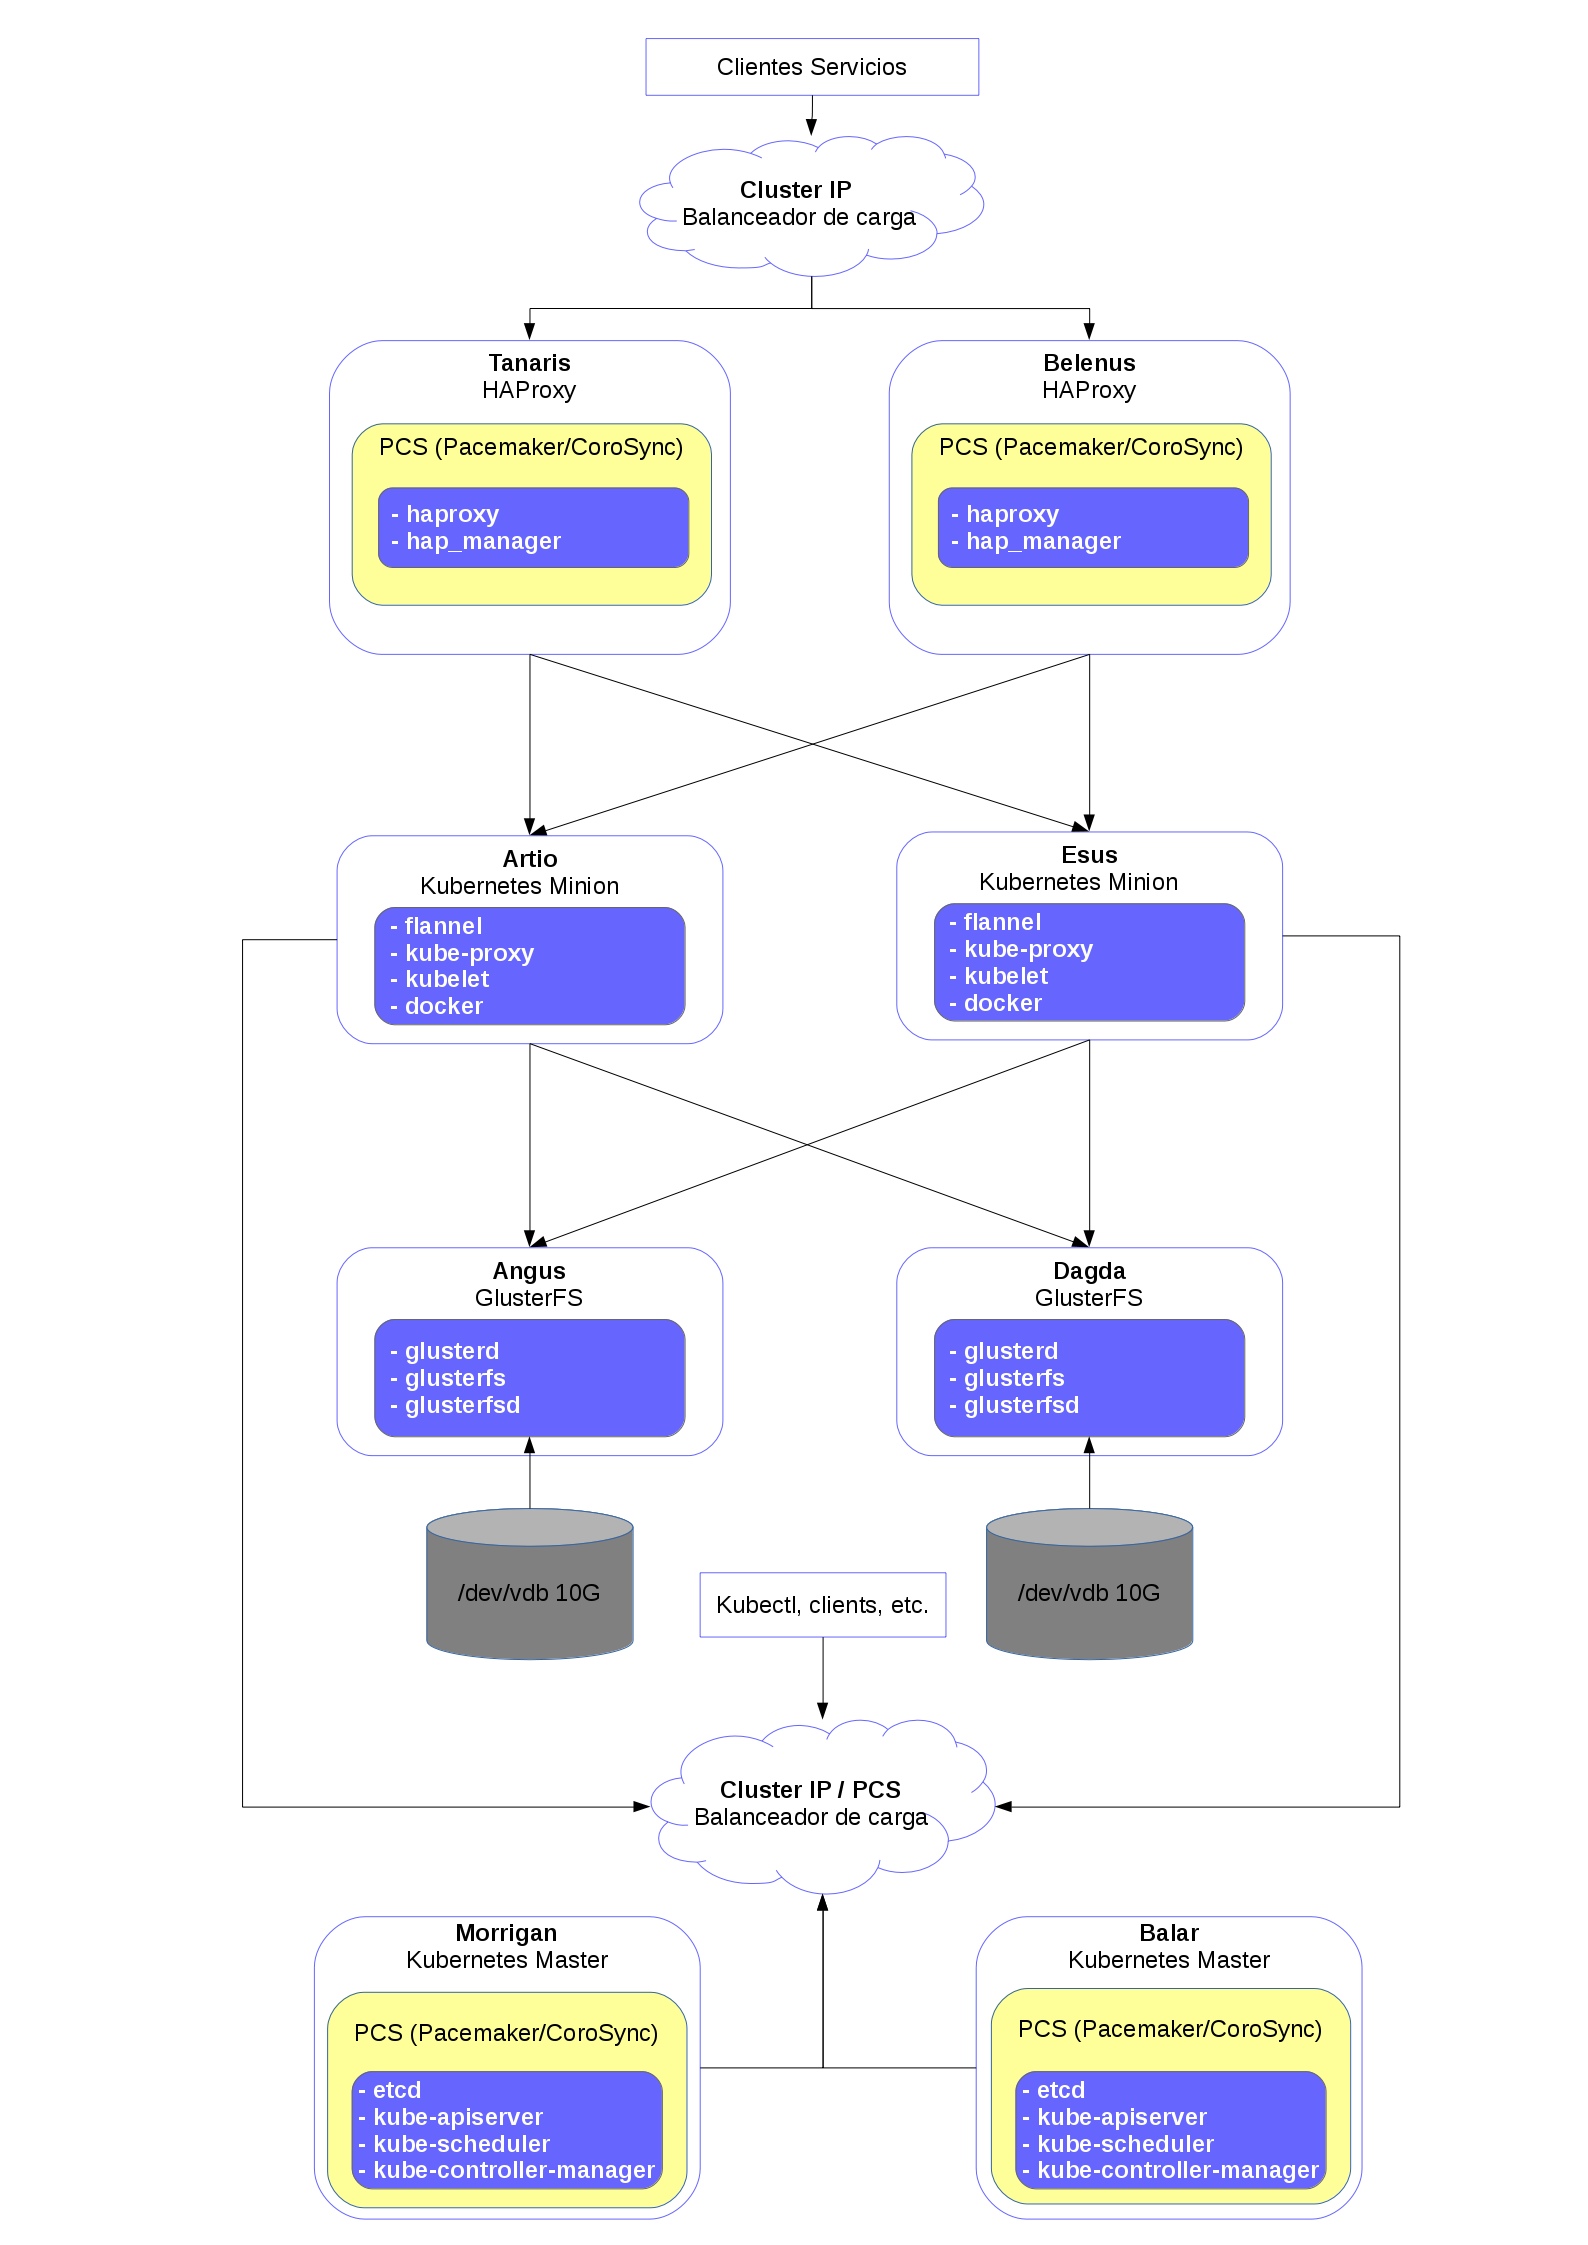 Clientes Servicios
Cluster IP
Balanceador de carga
Tanaris
HAProxy
PCS (Pacemaker/CoroSync)
- haproxy
- hap_manager
Belenus
HAProxy
PCS (Pacemaker/CoroSync)
- haproxy
- hap_manager
Artio
Kubernetes Minion
- flannel
- kube-proxy
- kubelet
- docker
Esus
Kubernetes Minion
- flannel
- kube-proxy
- kubelet
- docker
Angus
GlusterFS
- glusterd
- glusterfs
- glusterfsd
Dagda
GlusterFS
- glusterd
- glusterfs
- glusterfsd
/dev/vdb 10G
/dev/vdb 10G
Kubectl, clients, etc.
Cluster IP / PCS
Balanceador de carga
Morrigan
Kubernetes Master
PCS (Pacemaker/CoroSync)
- etcd
- kube-apiserver
- kube-scheduler
- kube-controller-manager
Balar
Kubernetes Master
PCS (Pacemaker/CoroSync)
- etcd
- kube-apiserver
- kube-scheduler
- kube-controller-manager